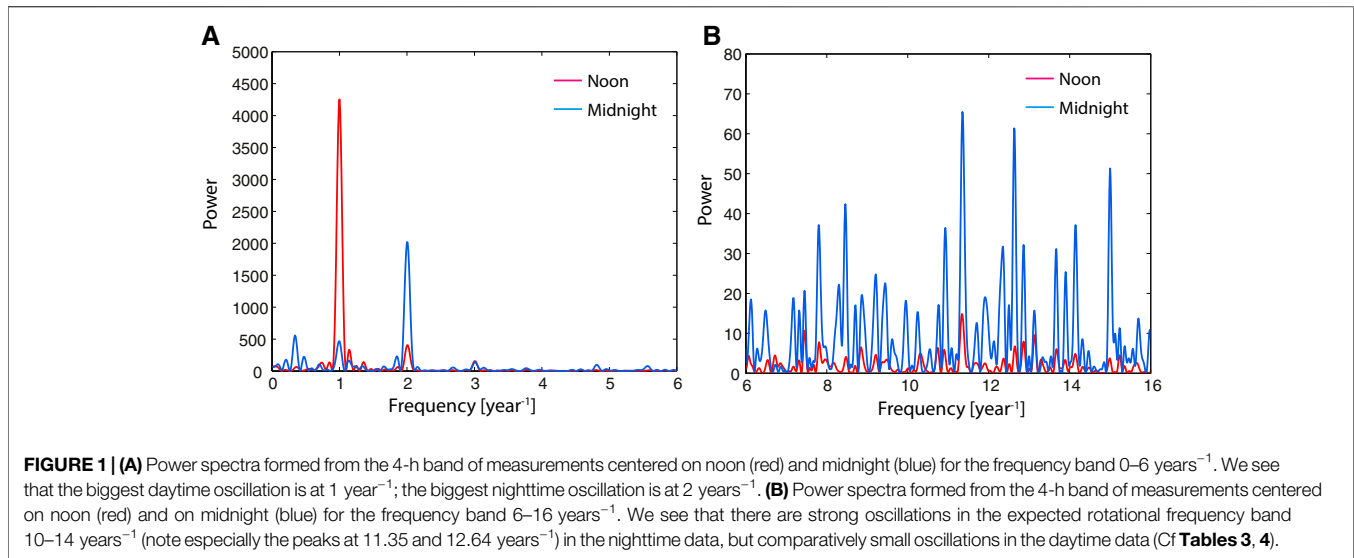 A
5000
4500
4000
3500
3000
2500
2000
1500
1000
500
0
Power
0 1 2 3 4 5 6
Frequency [year⁻¹]
Noon
Midnight
B
80
70
60
50
40
30
20
10
0
Power
6 8 10 12 14 16
Frequency [year⁻¹]
Noon
Midnight
FIGURE 1 | (A) Power spectra formed from the 4-h band of measurements centered on noon (red) and midnight (blue) for the frequency band 0–6 years⁻¹. We see
that the biggest daytime oscillation is at 1 year⁻¹; the biggest nighttime oscillation is at 2 years⁻¹. (B) Power spectra formed from the 4-h band of measurements centered
on noon (red) and on midnight (blue) for the frequency band 6–16 years⁻¹. We see that there are strong oscillations in the expected rotational frequency band
10–14 years⁻¹ (note especially the peaks at 11.35 and 12.64 years⁻¹) in the nighttime data, but comparatively small oscillations in the daytime data (Cf Tables 3, 4).